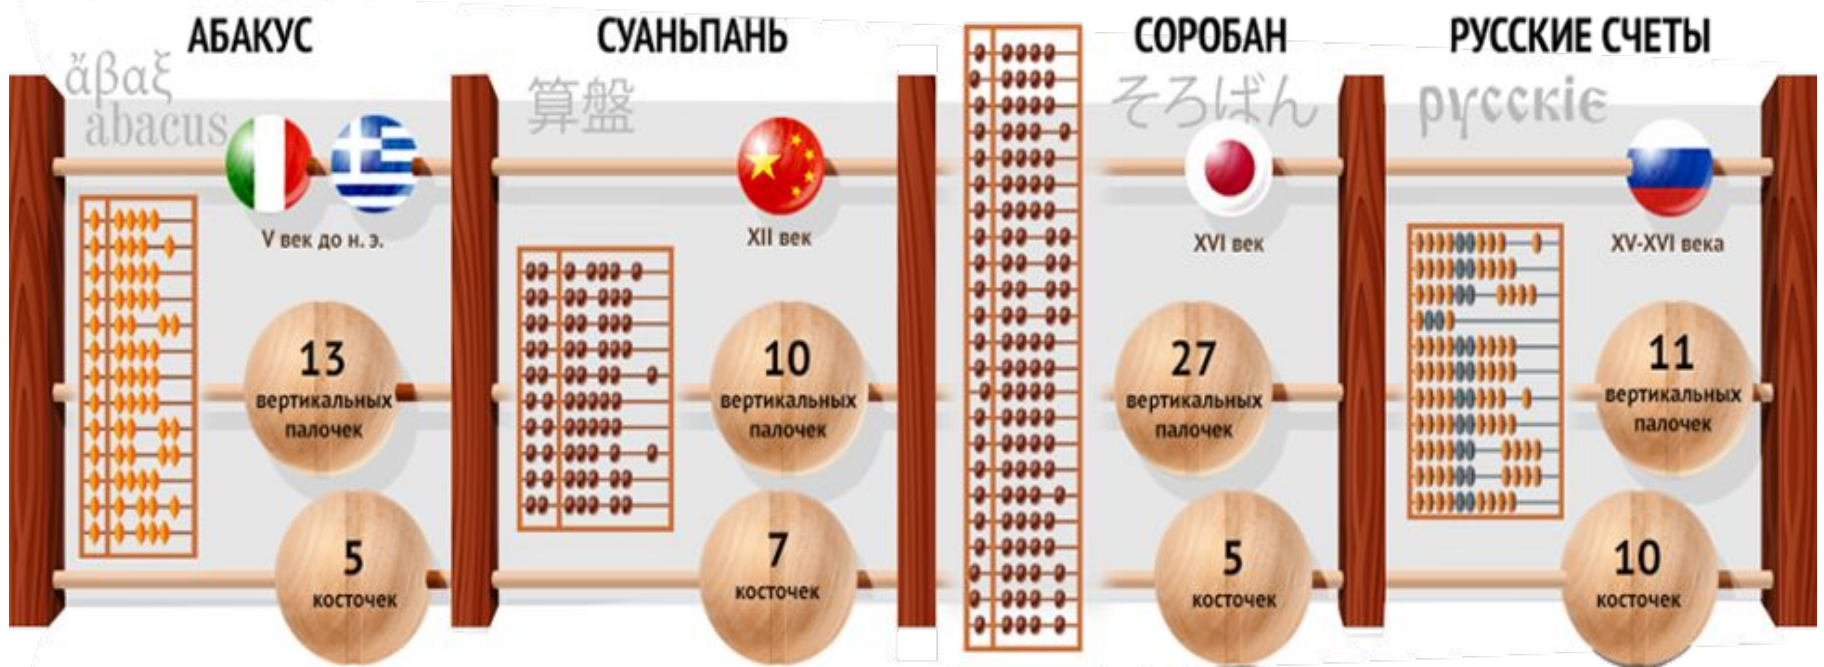 АБАКУС
ἄβαξ
abacus
V век до н. э.
13
вертикальных
палочек
5
косточек
СУАНЬПАНЬ
算盤
XII век
10
вертикальных
палочек
7
косточек
СОРОБАН
そろばん
XVI век
27
вертикальных
палочек
5
косточек
РУССКИЕ СЧЕТЫ
русскіе
XV-XVI века
11
вертикальных
палочек
10
косточек